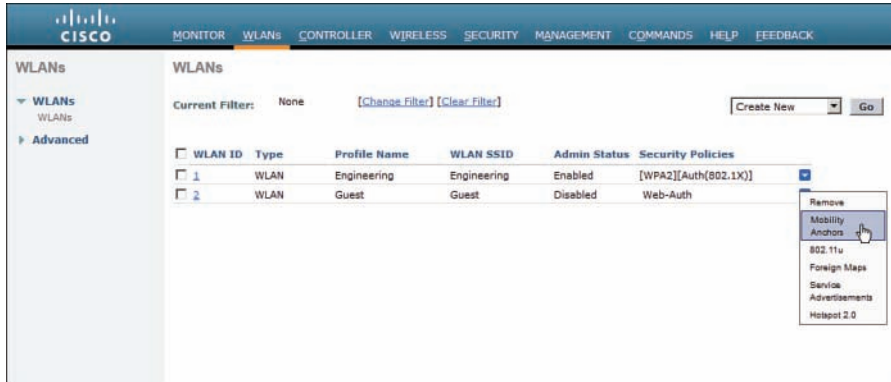 CISCO
MONITOR WLANs CONTROLLER WIRELESS SECURITY MANAGEMENT COMMANDS HELP FEEDBACK
WLANs
WLANs
WLANs
Advanced
WLANs
Current Filter: None [Change Filter] [Clear Filter] Create New Go
WLAN ID Type Profile Name WLAN SSID Admin Status Security Policies
1 WLAN Engineering Engineering Enabled [WPA2][Auth(802.1X)]
2 WLAN Guest Guest Disabled Web-Auth
Remove
Mobility
Anchors
802.11u
Foreign Maps
Service
Advertisements
Hotspot 2.0